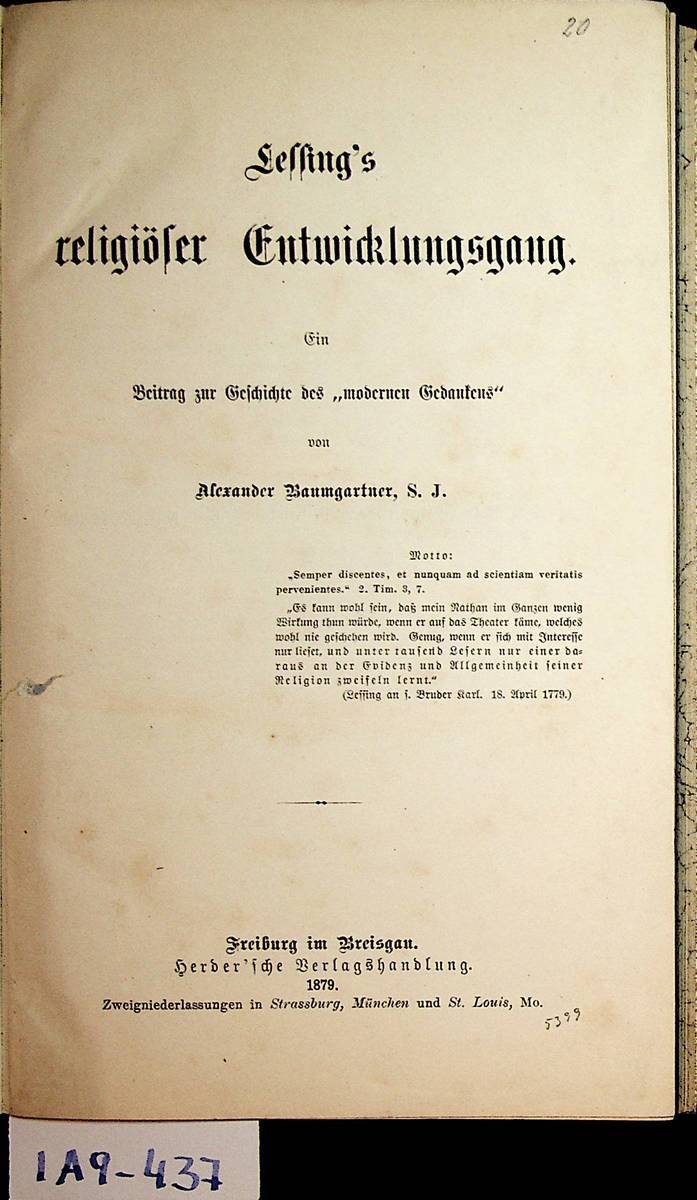 20
Lessing's
religiöser Entwicklungsgang.
Ein
Beitrag zur Geschichte des „modernen Gedankens“
von
Alexander Baumgartner, S. J.
Motto:
„Semper discentes, et nunquam ad scientiam veritatis
pervenientes.“ 2. Tim. 3, 7.
„Es kann wohl sein, daß mein Nathan im Ganzen wenig
Wirkung thun würde, wenn er auf das Theater käme, welches
wohl nie geschehen wird. Genug, wenn er sich mit Interesse
nur lieset, und unter tausend Lesern nur einer da-
raus an der Evidenz und Allgemeinheit seiner
Religion zweifeln lernt.“
(Lessing an s. Bruder Karl. 18. April 1779.)
Freiburg im Breisgau.
Herder'sche Verlagshandlung.
1879.
Zweigniederlassungen in Strassburg, München und St. Louis, Mo.
5399
1A9-437